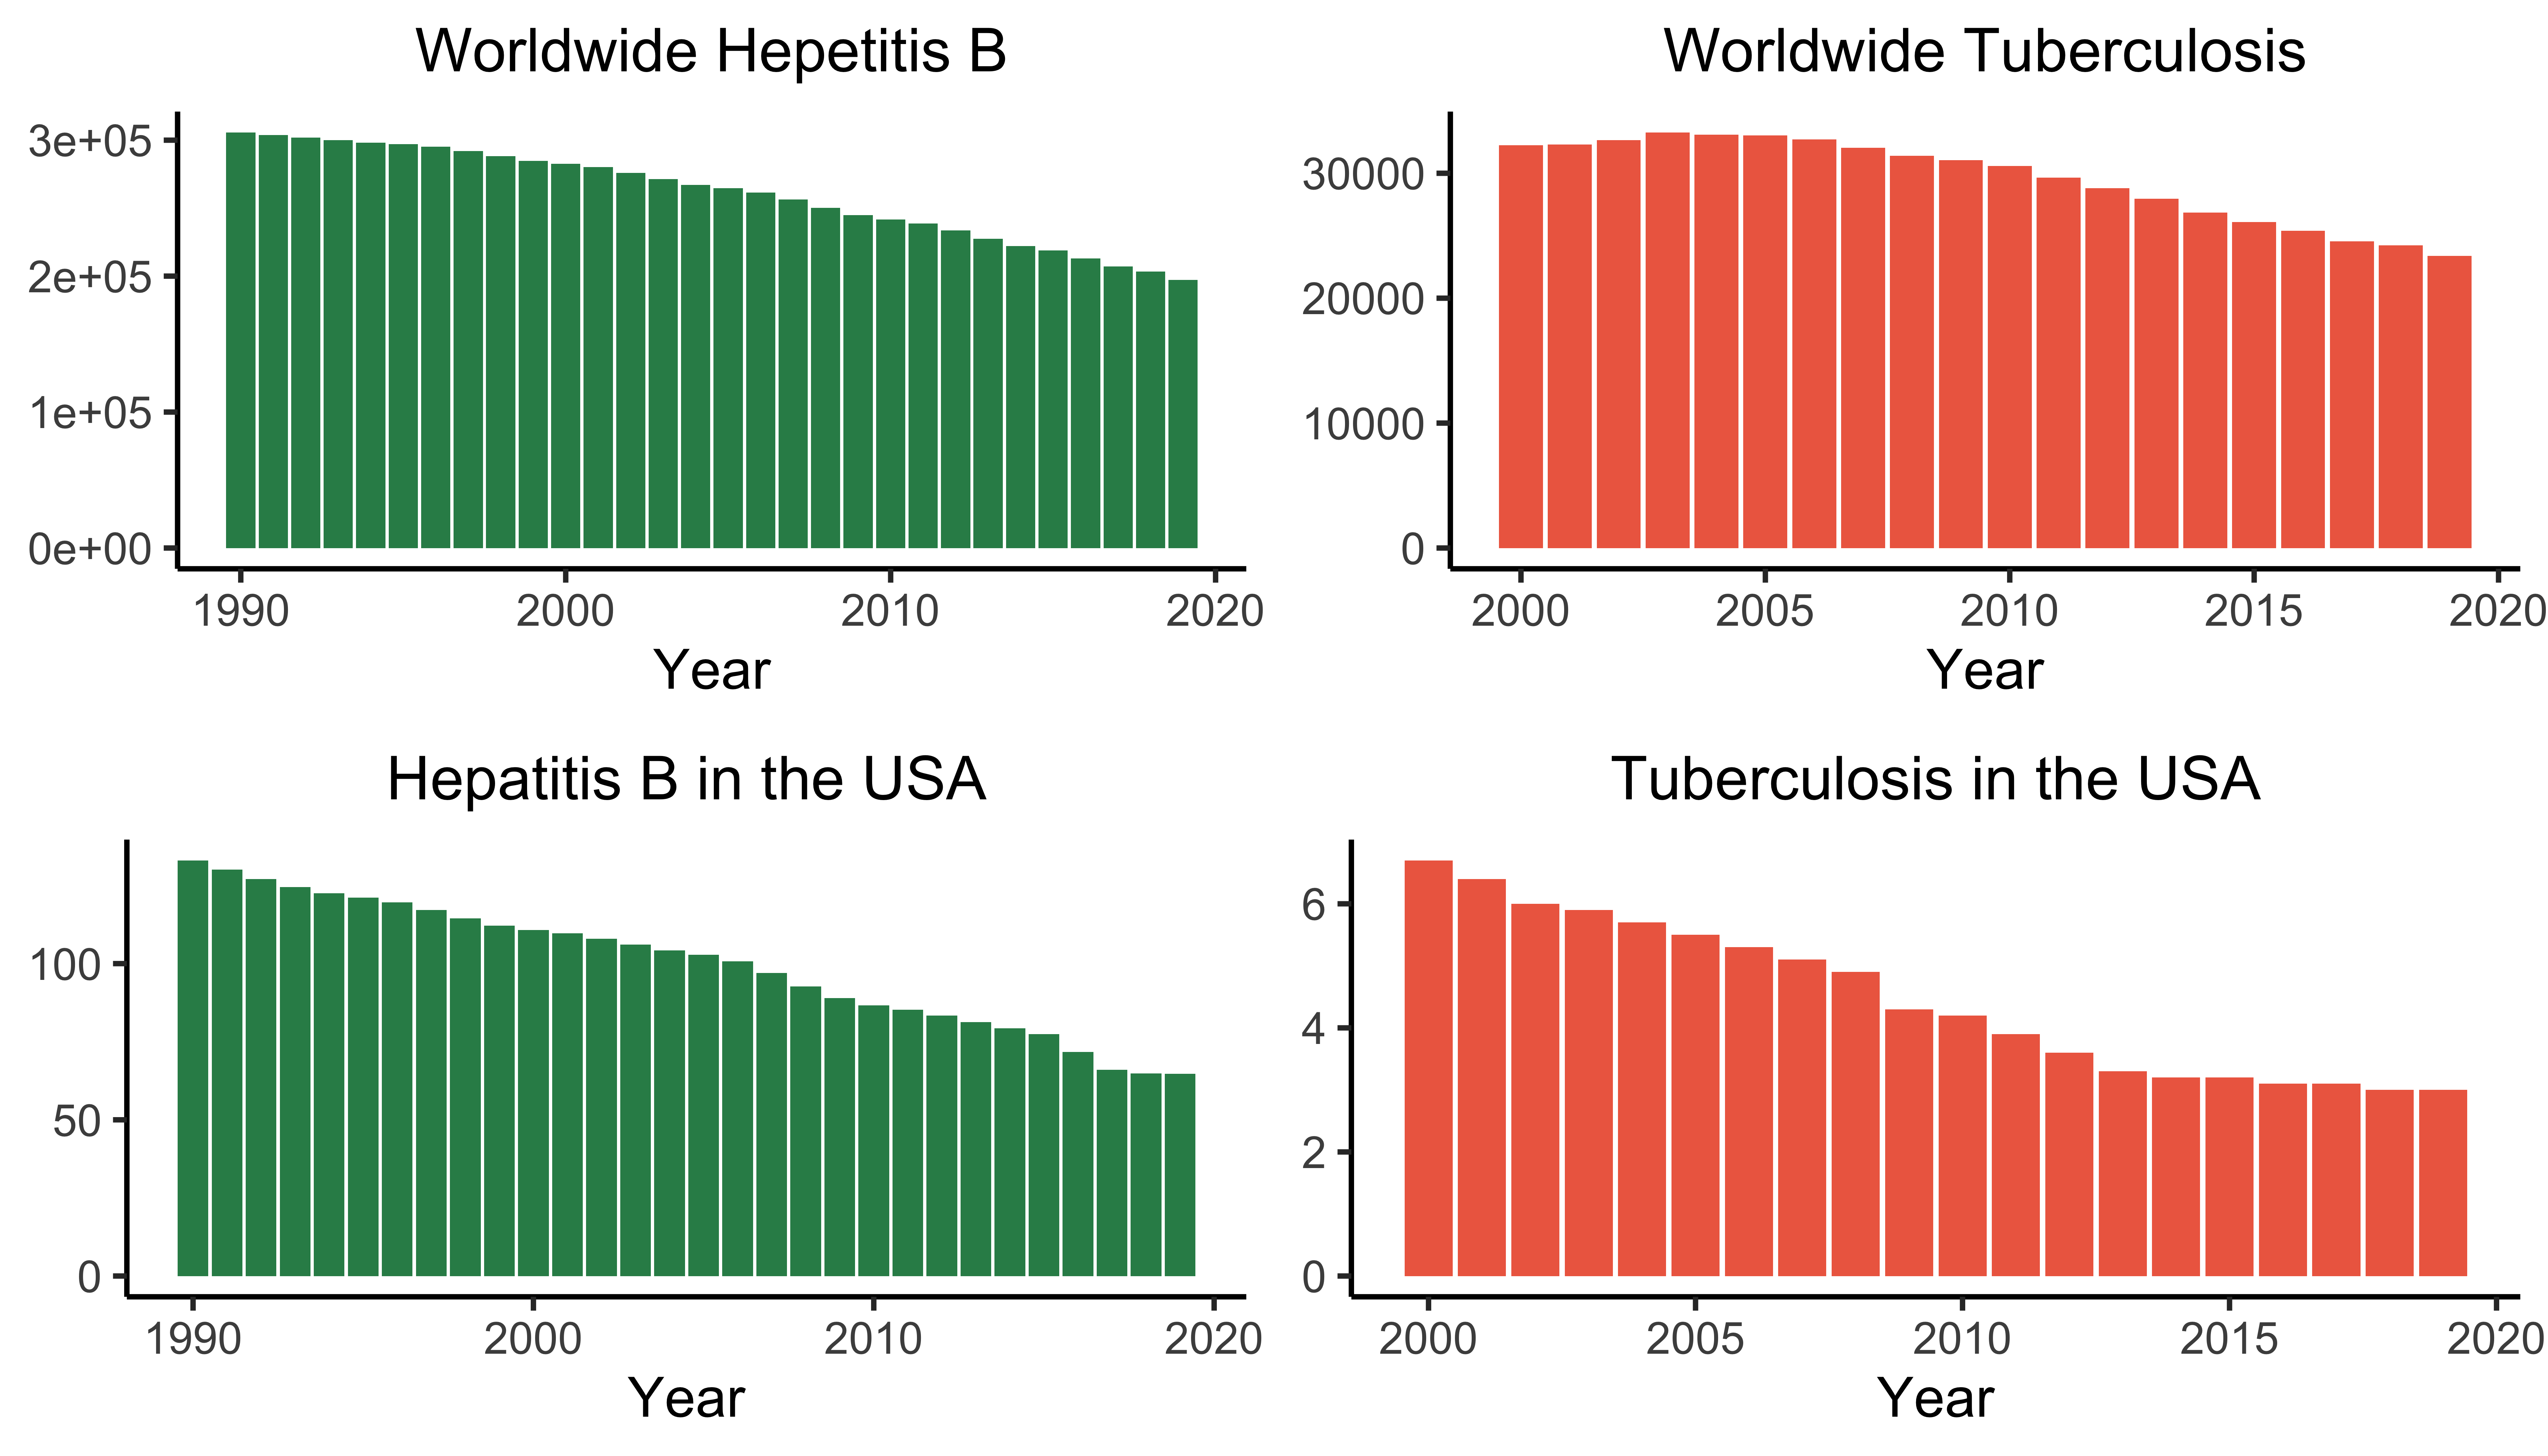 Worldwide Hepetitis B
3e+05
2e+05
1e+05
0e+00
1990 2000 2010 2020
Year
Worldwide Tuberculosis
30000
20000
10000
0
2000 2005 2010 2015 2020
Year
Hepatitis B in the USA
100
50
0
1990 2000 2010 2020
Year
Tuberculosis in the USA
6
4
2
0
2000 2005 2010 2015 2020
Year